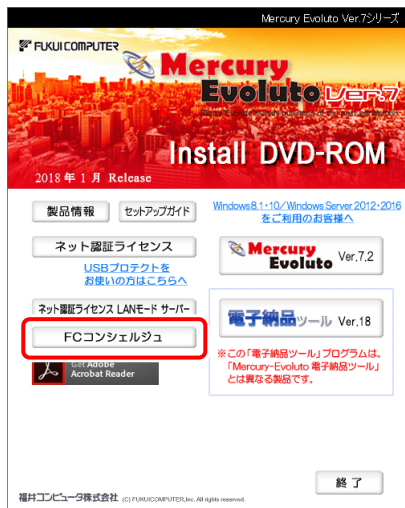 Mercury Evoluto Ver.7シリーズ
FUKUI COMPUTER
Mercury
Evoluto Ver.7
Install DVD-ROM
2018 年 1 月 Release
製品情報
セットアップガイド
Windows8.1・10/Windows Server 2012・2016
をご利用のお客様へ
ネット認証ライセンス
USBプロテクトを
お使いの方はこちらへ
Mercury
Evoluto Ver.7.2
ネット認証ライセンス LANモード サーバー
FCコンシェルジュ
電子納品ツール Ver.18
※この「電子納品ツール」プログラムは、
「Mercury-Evoluto 電子納品ツール」
とは異なる製品です。
Get Adobe
Acrobat Reader
終 了
福井コンピュータ株式会社 (C) FUKUICOMPUTER,Inc. All rights reserved.